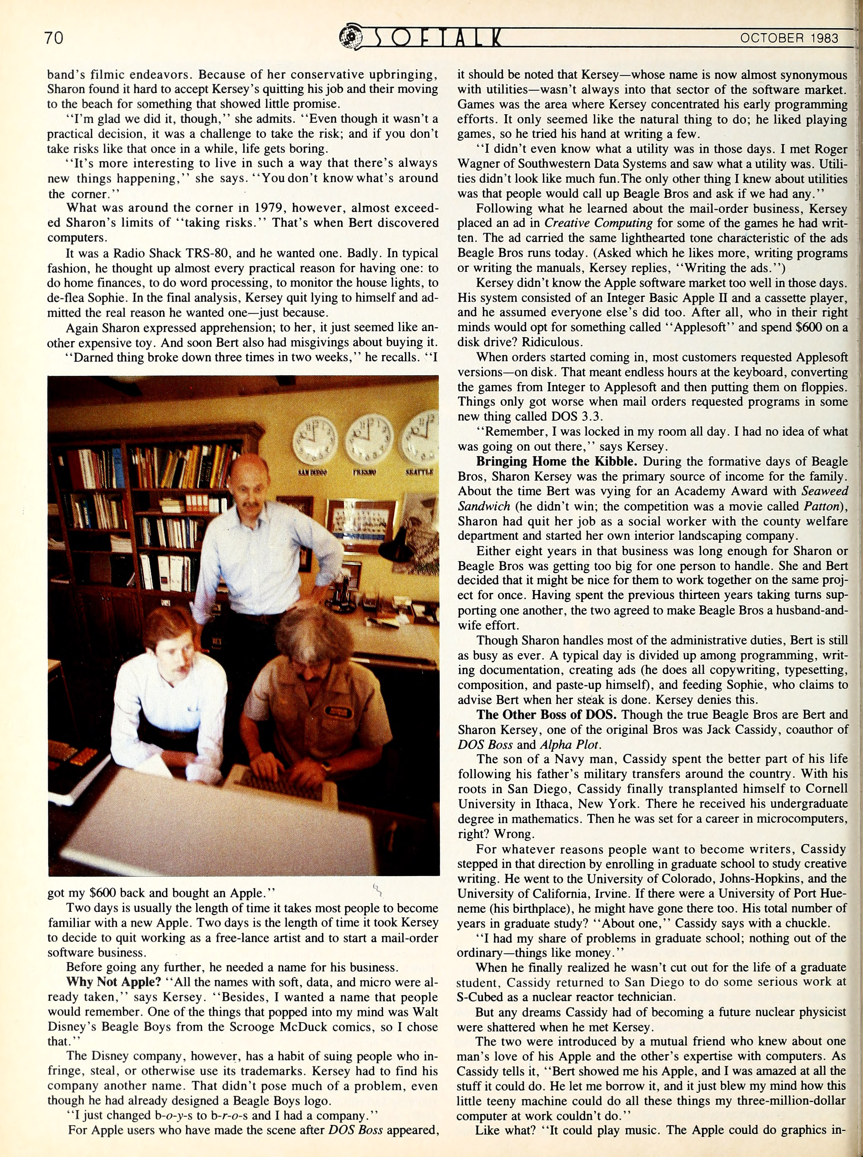 70
SOFTALK
OCTOBER 1983
band's filmic endeavors. Because of her conservative upbringing,
Sharon found it hard to accept Kersey's quitting his job and their moving
to the beach for something that showed little promise.
"I'm glad we did it, though," she admits. "Even though it wasn't a
practical decision, it was a challenge to take the risk; and if you don't
take risks like that once in a while, life gets boring.
"It's more interesting to live in such a way that there's always
new things happening," she says. "You don't know what's around
the corner."
What was around the corner in 1979, however, almost exceed-
ed Sharon's limits of "taking risks." That's when Bert discovered
computers.
It was a Radio Shack TRS-80, and he wanted one. Badly. In typical
fashion, he thought up almost every practical reason for having one: to
do home finances, to do word processing, to monitor the house lights, to
de-flea Sophie. In the final analysis, Kersey quit lying to himself and ad-
mitted the real reason he wanted one—just because.
Again Sharon expressed apprehension; to her, it just seemed like an-
other expensive toy. And soon Bert also had misgivings about buying it.
"Darned thing broke down three times in two weeks," he recalls. "I
SAN DIEGO
FRESNO
SEATTLE
got my $600 back and bought an Apple."
Two days is usually the length of time it takes most people to become
familiar with a new Apple. Two days is the length of time it took Kersey
to decide to quit working as a free-lance artist and to start a mail-order
software business.
Before going any further, he needed a name for his business.
Why Not Apple? "All the names with soft, data, and micro were al-
ready taken," says Kersey. "Besides, I wanted a name that people
would remember. One of the things that popped into my mind was Walt
Disney's Beagle Boys from the Scrooge McDuck comics, so I chose
that."
The Disney company, however, has a habit of suing people who in-
fringe, steal, or otherwise use its trademarks. Kersey had to find his
company another name. That didn't pose much of a problem, even
though he had already designed a Beagle Boys logo.
"I just changed b-o-y-s to b-r-o-s and I had a company."
For Apple users who have made the scene after DOS Boss appeared,
it should be noted that Kersey—whose name is now almost synonymous
with utilities—wasn't always into that sector of the software market.
Games was the area where Kersey concentrated his early programming
efforts. It only seemed like the natural thing to do; he liked playing
games, so he tried his hand at writing a few.
"I didn't even know what a utility was in those days. I met Roger
Wagner of Southwestern Data Systems and saw what a utility was. Utili-
ties didn't look like much fun.The only other thing I knew about utilities
was that people would call up Beagle Bros and ask if we had any."
Following what he learned about the mail-order business, Kersey
placed an ad in Creative Computing for some of the games he had writ-
ten. The ad carried the same lighthearted tone characteristic of the ads
Beagle Bros runs today. (Asked which he likes more, writing programs
or writing the manuals, Kersey replies, "Writing the ads.")
Kersey didn't know the Apple software market too well in those days.
His system consisted of an Integer Basic Apple II and a cassette player,
and he assumed everyone else's did too. After all, who in their right
minds would opt for something called "Applesoft" and spend $600 on a
disk drive? Ridiculous.
When orders started coming in, most customers requested Applesoft
versions—on disk. That meant endless hours at the keyboard, converting
the games from Integer to Applesoft and then putting them on floppies.
Things only got worse when mail orders requested programs in some
new thing called DOS 3.3.
"Remember, I was locked in my room all day. I had no idea of what
was going on out there," says Kersey.
Bringing Home the Kibble. During the formative days of Beagle
Bros, Sharon Kersey was the primary source of income for the family.
About the time Bert was vying for an Academy Award with Seaweed
Sandwich (he didn't win; the competition was a movie called Patton),
Sharon had quit her job as a social worker with the county welfare
department and started her own interior landscaping company.
Either eight years in that business was long enough for Sharon or
Beagle Bros was getting too big for one person to handle. She and Bert
decided that it might be nice for them to work together on the same proj-
ect for once. Having spent the previous thirteen years taking turns sup-
porting one another, the two agreed to make Beagle Bros a husband-and-
wife effort.
Though Sharon handles most of the administrative duties, Bert is still
as busy as ever. A typical day is divided up among programming, writ-
ing documentation, creating ads (he does all copywriting, typesetting,
composition, and paste-up himself), and feeding Sophie, who claims to
advise Bert when her steak is done. Kersey denies this.
The Other Boss of DOS. Though the true Beagle Bros are Bert and
Sharon Kersey, one of the original Bros was Jack Cassidy, coauthor of
DOS Boss and Alpha Plot.
The son of a Navy man, Cassidy spent the better part of his life
following his father's military transfers around the country. With his
roots in San Diego, Cassidy finally transplanted himself to Cornell
University in Ithaca, New York. There he received his undergraduate
degree in mathematics. Then he was set for a career in microcomputers,
right? Wrong.
For whatever reasons people want to become writers, Cassidy
stepped in that direction by enrolling in graduate school to study creative
writing. He went to the University of Colorado, Johns-Hopkins, and the
University of California, Irvine. If there were a University of Port Hue-
neme (his birthplace), he might have gone there too. His total number of
years in graduate study? "About one," Cassidy says with a chuckle.
"I had my share of problems in graduate school; nothing out of the
ordinary—things like money."
When he finally realized he wasn't cut out for the life of a graduate
student, Cassidy returned to San Diego to do some serious work at
S-Cubed as a nuclear reactor technician.
But any dreams Cassidy had of becoming a future nuclear physicist
were shattered when he met Kersey.
The two were introduced by a mutual friend who knew about one
man's love of his Apple and the other's expertise with computers. As
Cassidy tells it, "Bert showed me his Apple, and I was amazed at all the
stuff it could do. He let me borrow it, and it just blew my mind how this
little teeny machine could do all these things my three-million-dollar
computer at work couldn't do."
Like what? "It could play music. The Apple could do graphics in-